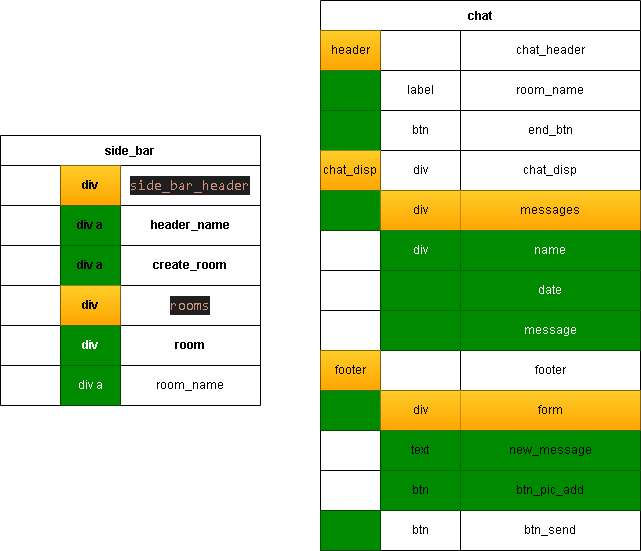 side_bar
div side_bar_header
div a header_name
div a create_room
div rooms
div room
div a room_name
chat
header chat_header
label room_name
btn end_btn
chat_disp div chat_disp
div messages
div name
date
message
footer footer
div form
text new_message
btn btn_pic_add
btn btn_send